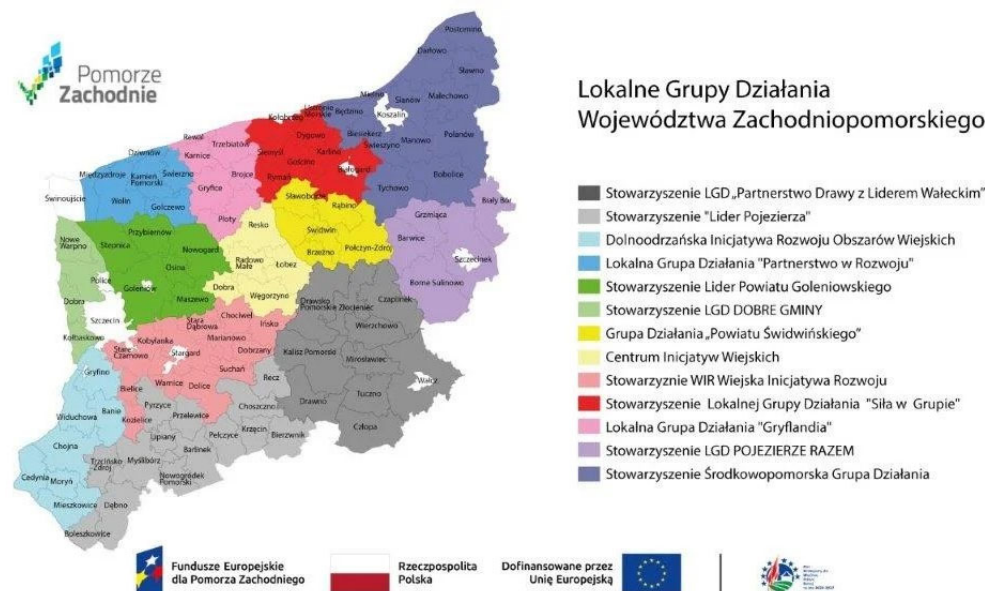 Pomorze
Zachodnie
Lokalne Grupy Działania
Województwa Zachodniopomorskiego
Postomino
Darłowo
Sławno
Mielno
Sianów
Malechowo
Koszalin
Ustronie
Morskie
Będzino
Kołobrzeg
Polanów
Biesiekierz
Manowo
Świeszyno
Dygowo
Rewal
Trzebiatów
Siemyśl
Gościno
Karlino
Karnice
Dziwnów
Białogard
Bobolice
Międzyzdroje
Kamień
Pomorski
Świerzno
Brojce
Rymań
Tychowo
Gryfice
Świnoujście
Wolin
Golczewo
Sławoborze
Rąbino
Biały Bór
Grzmiąca
Płoty
Przybiernów
Resko
Świdwin
Połczyn-Zdrój
Barwice
Nowe
Warpno
Stepnica
Nowogard
Brzeżno
Szczecinek
Radowo
Małe
Łobez
Osina
Police
Goleniów
Dobra
Borne Sulinowo
Dobra
Maszewo
Węgorzyno
Czaplinek
Szczecin
Drawsko
Pomorskie
Złocieniec
Chociwel
Stara
Dąbrowa
Ińsko
Wierzchowo
Kołbaskowo
Kobylanka
Marianowo
Stare
Czarnowo
Stargard
Dobrzany
Kalisz Pomorski
Mirosławiec
Suchań
Gryfino
Recz
Wałcz
Bielice
Warnice
Dolice
Pyrzyce
Tuczno
Widuchowa
Banie
Choszczno
Drawno
Kozielice
Przelewice
Człopa
Chojna
Lipiany
Pełczyce
Krzęcin
Bierzwnik
Barlinek
Trzcińsko
Zdrój
Myślibórz
Cedynia
Moryń
Nowogródek
Pomorski
Mieszkowice
Dębno
Boleszkowice
Stowarzyszenie LGD „Partnerstwo Drawy z Liderem Wałeckim"
Stowarzyszenie "Lider Pojezierza"
Dolnoodrzańska Inicjatywa Rozwoju Obszarów Wiejskich
Lokalna Grupa Działania "Partnerstwo w Rozwoju"
Stowarzyszenie Lider Powiatu Goleniowskiego
Stowarzyszenie LGD DOBRE GMINY
Grupa Działania „Powiatu Świdwińskiego"
Centrum Inicjatyw Wiejskich
Stowarzyznie WIR Wiejska Inicjatywa Rozwoju
Stowarzyszenie Lokalnej Grupy Działania "Siła w Grupie"
Lokalna Grupa Działania "Gryflandia"
Stowarzyszenie LGD POJEZIERZE RAZEM
Stowarzyszenie Środkowopomorska Grupa Działania
Fundusze Europejskie
dla Pomorza Zachodniego
Rzeczpospolita
Polska
Dofinansowane przez
Unię Europejską